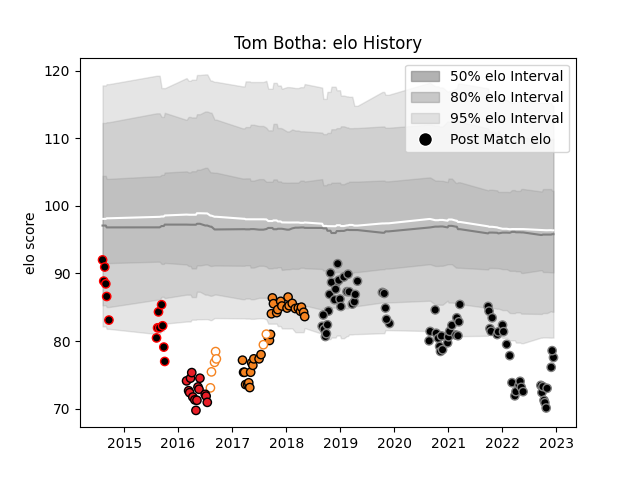 Tom Botha: elo History
120
110
100
90
80
70
elo score
50% elo Interval
80% elo Interval
95% elo Interval
Post Match elo
2015 2016 2017 2018 2019 2020 2021 2022 2023